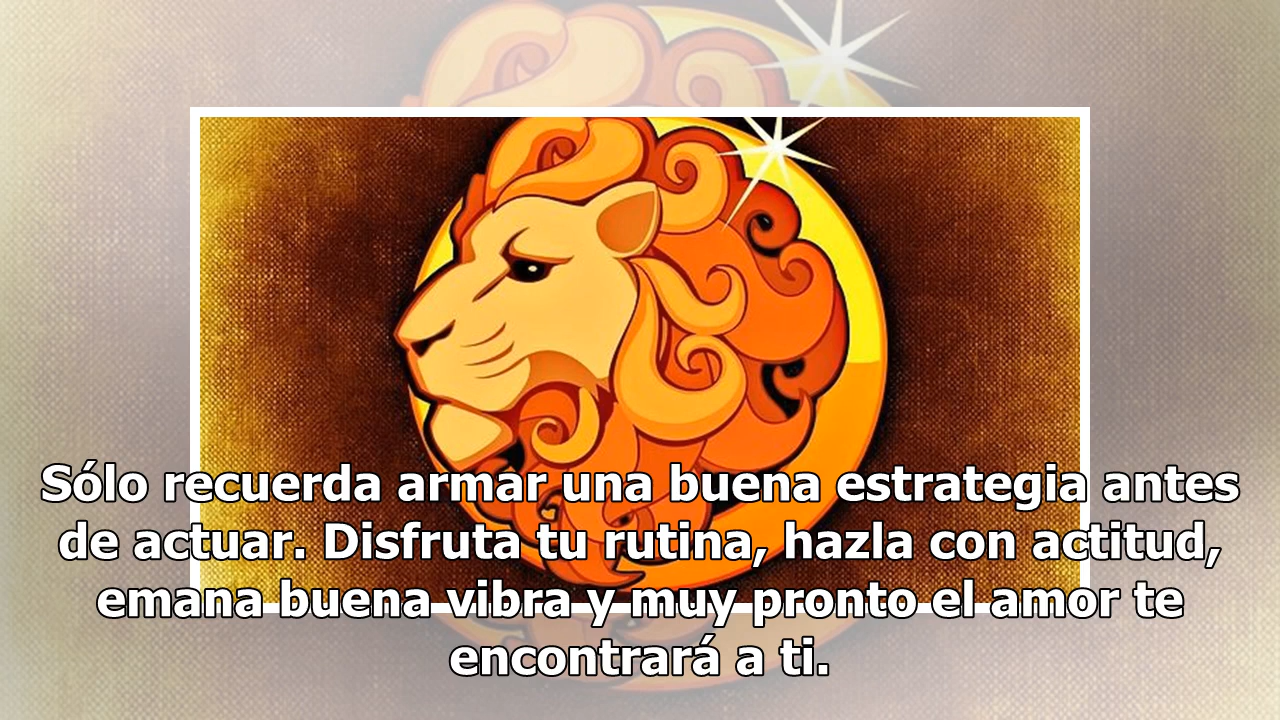 Sólo recuerda armar una buena estrategia antes
de actuar. Disfruta tu rutina, hazla con actitud,
emana buena vibra y muy pronto el amor te
encontrará a ti.